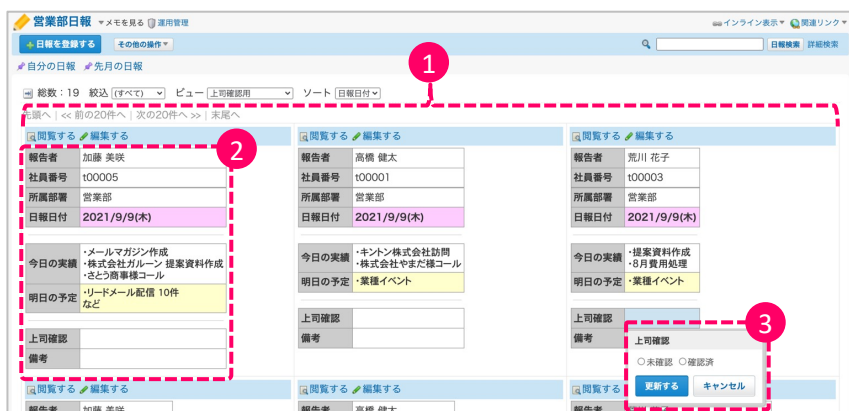 営業部日報 ▼メモを見る 運用管理 インライン表示▼ 関連リンク▼
+日報を登録する その他の操作▼ 日報検索 詳細検索
自分の日報 先月の日報
1
総数：19 絞込 (すべて) ビュー 上司確認用 ソート 日報日付
先頭へ | << 前の20件へ | 次の20件へ >> | 末尾へ
閲覧する 編集する
2
報告者 加藤 美咲
社員番号 t00005
所属部署 営業部
日報日付 2021/9/9(木)
今日の実績 ・メールマガジン作成
・株式会社ガルーン 提案資料作成
・さとう商事様コール
明日の予定 ・リードメール配信 10件
など
上司確認
備考
閲覧する 編集する
報告者 高橋 健太
社員番号 t00001
所属部署 営業部
日報日付 2021/9/9(木)
今日の実績 ・キントン株式会社訪問
・株式会社やまだ様コール
明日の予定 ・業種イベント
上司確認
備考
閲覧する 編集する
報告者 荒川 花子
社員番号 t00003
所属部署 営業部
日報日付 2021/9/9(木)
今日の実績 ・提案資料作成
・8月費用処理
明日の予定 ・業種イベント
上司確認
備考
3
上司確認
未確認 確認済
更新する キャンセル
閲覧する 編集する
報告者 加藤 美咲
閲覧する 編集する
報告者 高橋 健太
閲覧する
報告者